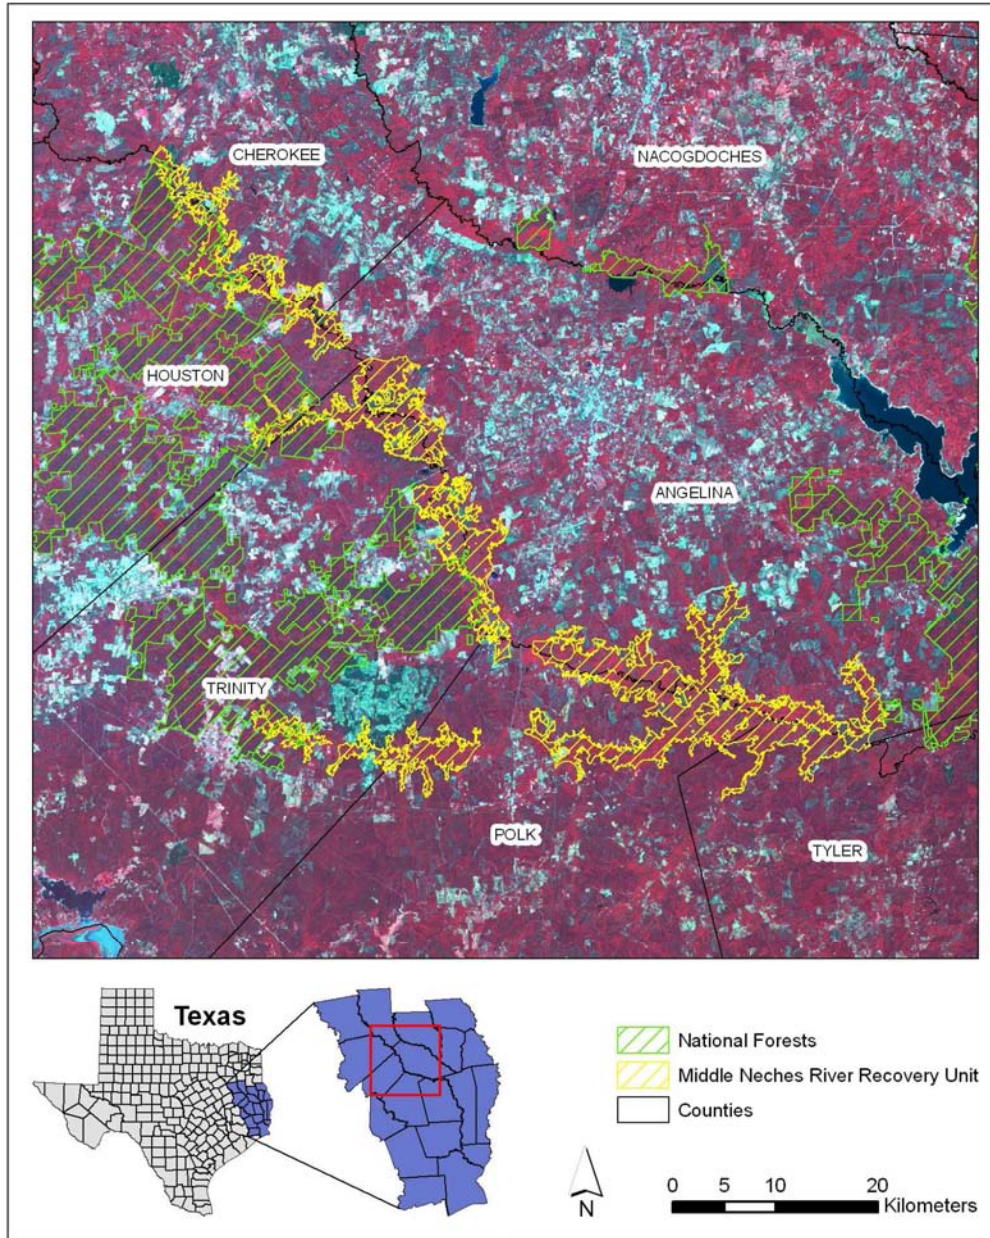 CHEROKEE
NACOGDOCHES
HOUSTON
ANGELINA
TRINITY
POLK
TYLER
Texas
National Forests
Middle Neches River Recovery Unit
Counties
N
0 5 10 20
Kilometers